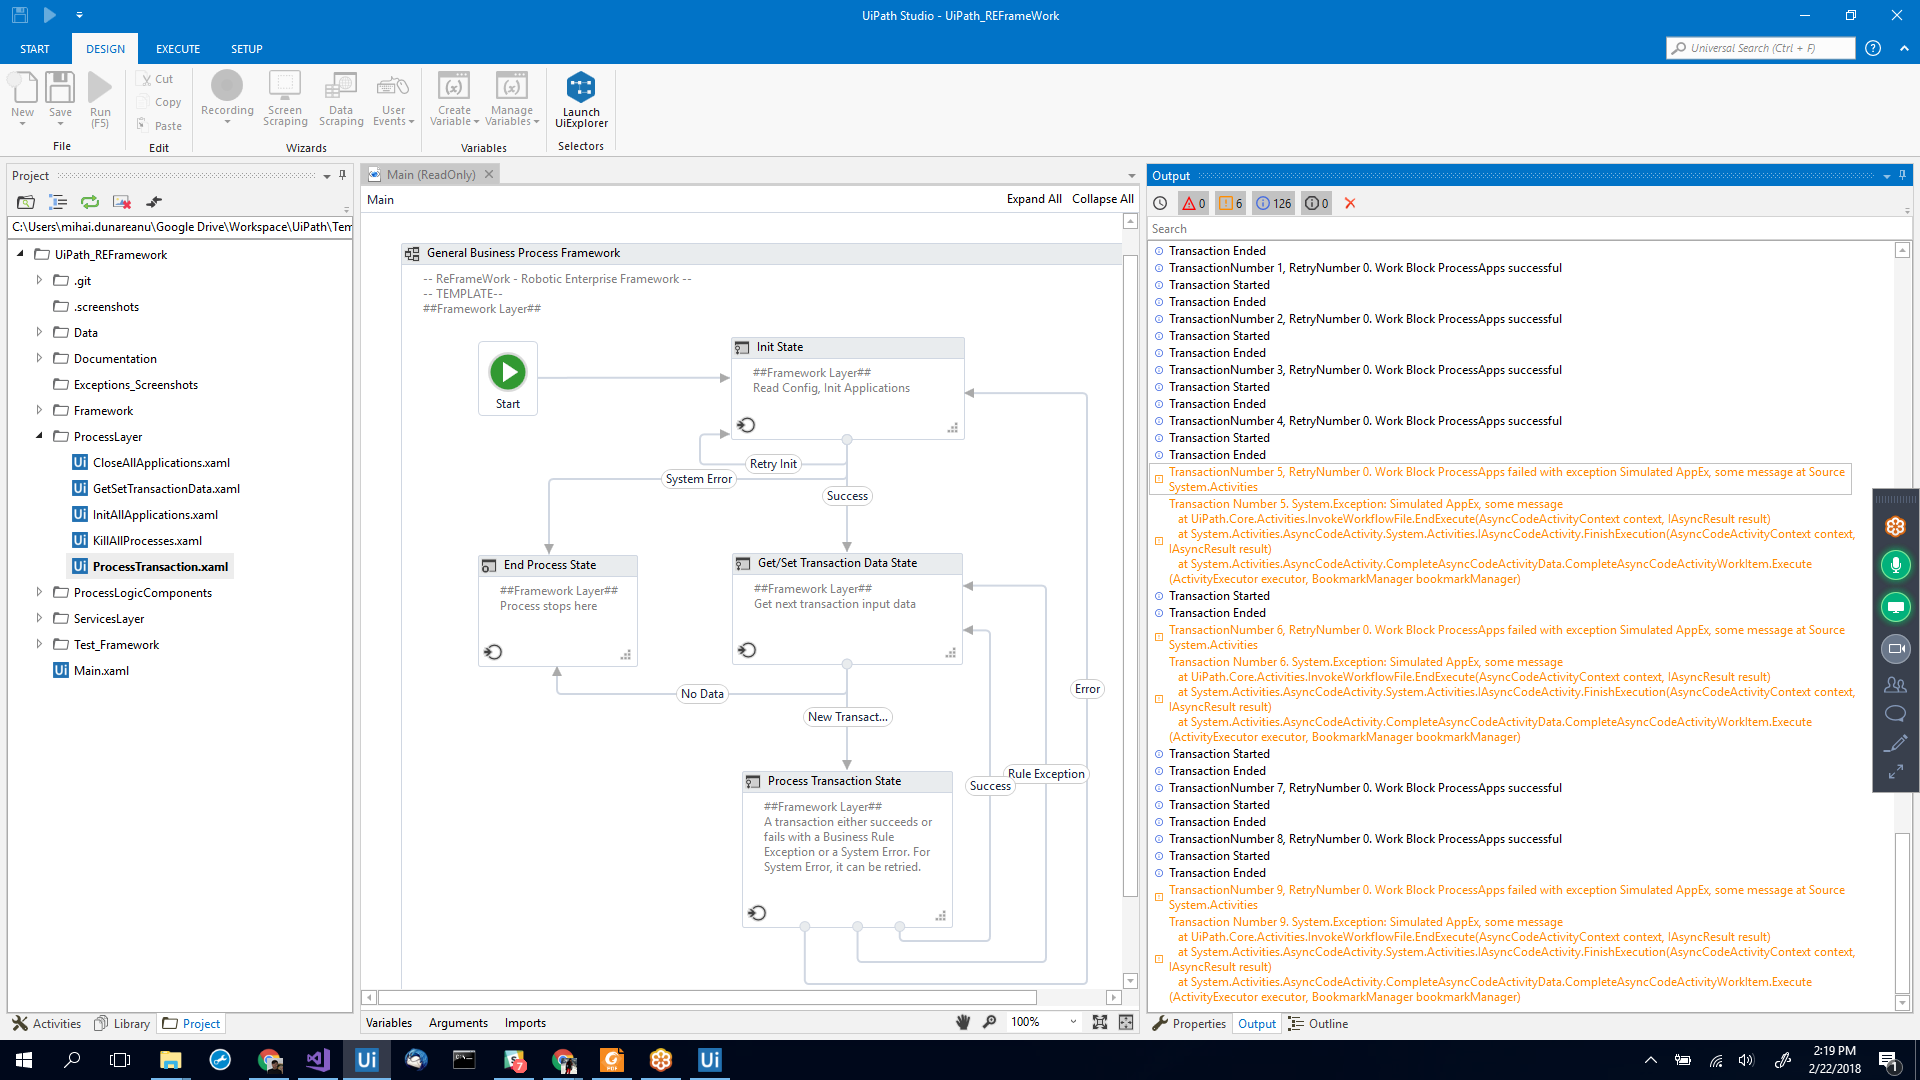 UiPath Studio - UiPath_REFrameWork
START
DESIGN
EXECUTE
SETUP
Universal Search (Ctrl + F)
New
Save
Run
(F5)
File
Cut
Copy
Paste
Edit
Recording
Screen
Scraping
Data
Scraping
User
Events
Wizards
Create
Variable
Manage
Variables
Variables
Launch
UiExplorer
Selectors
Project
C:\Users\mihai.dunareanu\Google Drive\Workspace\UiPath\Tem
UiPath_REFramework
.git
.screenshots
Data
Documentation
Exceptions_Screenshots
Framework
ProcessLayer
Ui CloseAllApplications.xaml
Ui GetSetTransactionData.xaml
Ui InitAllApplications.xaml
Ui KillAllProcesses.xaml
Ui ProcessTransaction.xaml
ProcessLogicComponents
ServicesLayer
Test_Framework
Ui Main.xaml
Activities
Library
Project
Main (ReadOnly)
Main
Expand All
Collapse All
General Business Process Framework
-- ReFrameWork - Robotic Enterprise Framework --
-- TEMPLATE--
##Framework Layer##
Start
Init State
##Framework Layer##
Read Config, Init Applications
Retry Init
System Error
Success
End Process State
##Framework Layer##
Process stops here
Get/Set Transaction Data State
##Framework Layer##
Get next transaction input data
No Data
New Transact...
Error
Rule Exception
Success
Process Transaction State
##Framework Layer##
A transaction either succeeds or
fails with a Business Rule
Exception or a System Error. For
System Error, it can be retried.
Variables
Arguments
Imports
100%
Output
0
6
126
0
Search
Transaction Ended
TransactionNumber 1, RetryNumber 0. Work Block ProcessApps successful
Transaction Started
Transaction Ended
TransactionNumber 2, RetryNumber 0. Work Block ProcessApps successful
Transaction Started
Transaction Ended
TransactionNumber 3, RetryNumber 0. Work Block ProcessApps successful
Transaction Started
Transaction Ended
TransactionNumber 4, RetryNumber 0. Work Block ProcessApps successful
Transaction Started
Transaction Ended
TransactionNumber 5, RetryNumber 0. Work Block ProcessApps failed with exception Simulated AppEx, some message at Source
System.Activities
Transaction Number 5. System.Exception: Simulated AppEx, some message
at UiPath.Core.Activities.InvokeWorkflowFile.EndExecute(AsyncCodeActivityContext context, IAsyncResult result)
at System.Activities.AsyncCodeActivity.System.Activities.IAsyncCodeActivity.FinishExecution(AsyncCodeActivityContext context,
IAsyncResult result)
at System.Activities.AsyncCodeActivity.CompleteAsyncCodeActivityData.CompleteAsyncCodeActivityWorkItem.Execute
(ActivityExecutor executor, BookmarkManager bookmarkManager)
Transaction Started
Transaction Ended
TransactionNumber 6, RetryNumber 0. Work Block ProcessApps failed with exception Simulated AppEx, some message at Source
System.Activities
Transaction Number 6. System.Exception: Simulated AppEx, some message
at UiPath.Core.Activities.InvokeWorkflowFile.EndExecute(AsyncCodeActivityContext context, IAsyncResult result)
at System.Activities.AsyncCodeActivity.System.Activities.IAsyncCodeActivity.FinishExecution(AsyncCodeActivityContext context,
IAsyncResult result)
at System.Activities.AsyncCodeActivity.CompleteAsyncCodeActivityData.CompleteAsyncCodeActivityWorkItem.Execute
(ActivityExecutor executor, BookmarkManager bookmarkManager)
Transaction Started
Transaction Ended
TransactionNumber 7, RetryNumber 0. Work Block ProcessApps successful
Transaction Started
Transaction Ended
TransactionNumber 8, RetryNumber 0. Work Block ProcessApps successful
Transaction Started
Transaction Ended
TransactionNumber 9, RetryNumber 0. Work Block ProcessApps failed with exception Simulated AppEx, some message at Source
System.Activities
Transaction Number 9. System.Exception: Simulated AppEx, some message
at UiPath.Core.Activities.InvokeWorkflowFile.EndExecute(AsyncCodeActivityContext context, IAsyncResult result)
at System.Activities.AsyncCodeActivity.System.Activities.IAsyncCodeActivity.FinishExecution(AsyncCodeActivityContext context,
IAsyncResult result)
at System.Activities.AsyncCodeActivity.CompleteAsyncCodeActivityData.CompleteAsyncCodeActivityWorkItem.Execute
(ActivityExecutor executor, BookmarkManager bookmarkManager)
Properties
Output
Outline
Ui
7
PDF
Ui
2:19 PM
2/22/2018
1